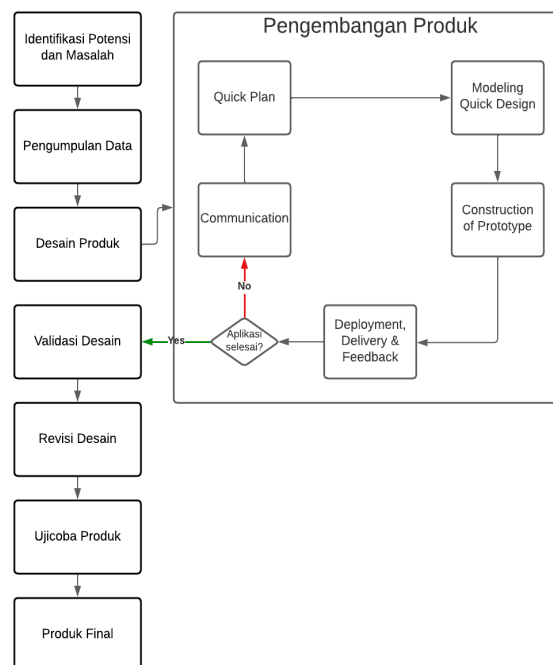 Identifikasi Potensi
dan Masalah
Pengumpulan Data
Desain Produk
Pengembangan Produk
Quick Plan
Modeling
Quick Design
Communication
Construction
of Prototype
No
Aplikasi
selesai?
Deployment,
Delivery &
Feedback
Yes
Validasi Desain
Revisi Desain
Ujicoba Produk
Produk Final